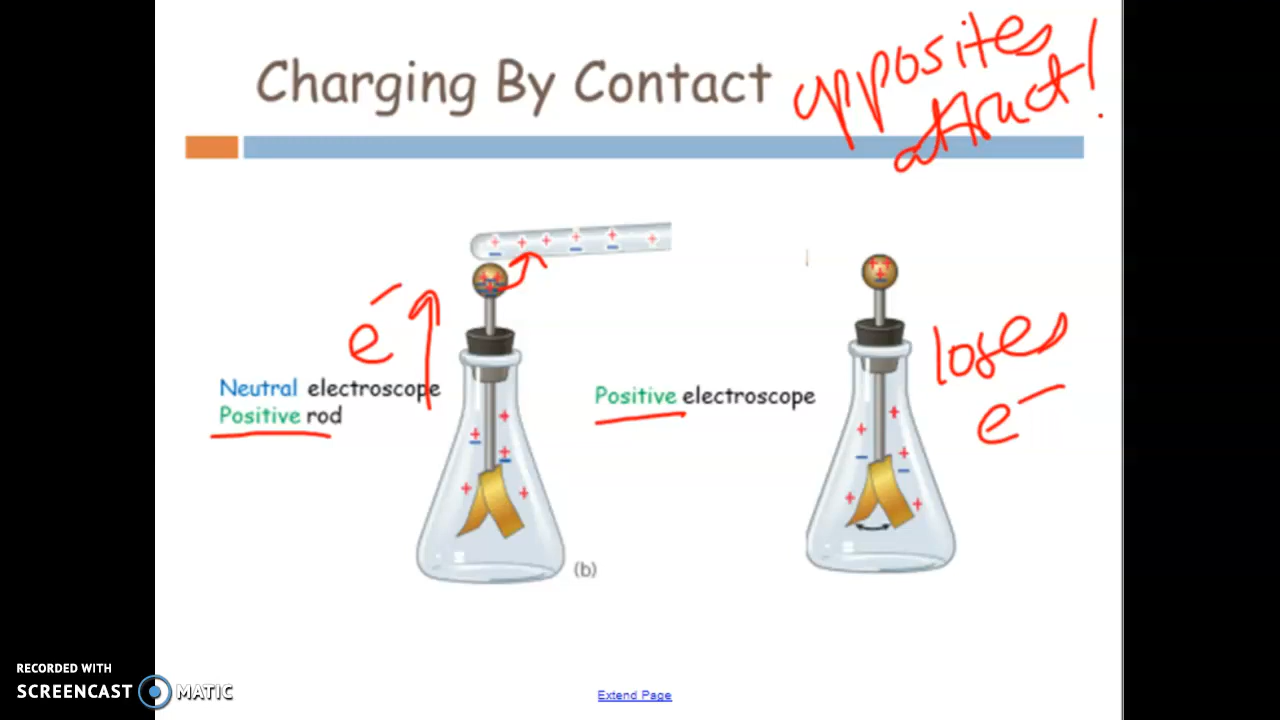 Charging By Contact
opposites
attract!
e⁻
Neutral electroscope
Positive rod
Positive electroscope
loses
e⁻
(b)
RECORDED WITH
SCREENCAST MATIC
Extend Page